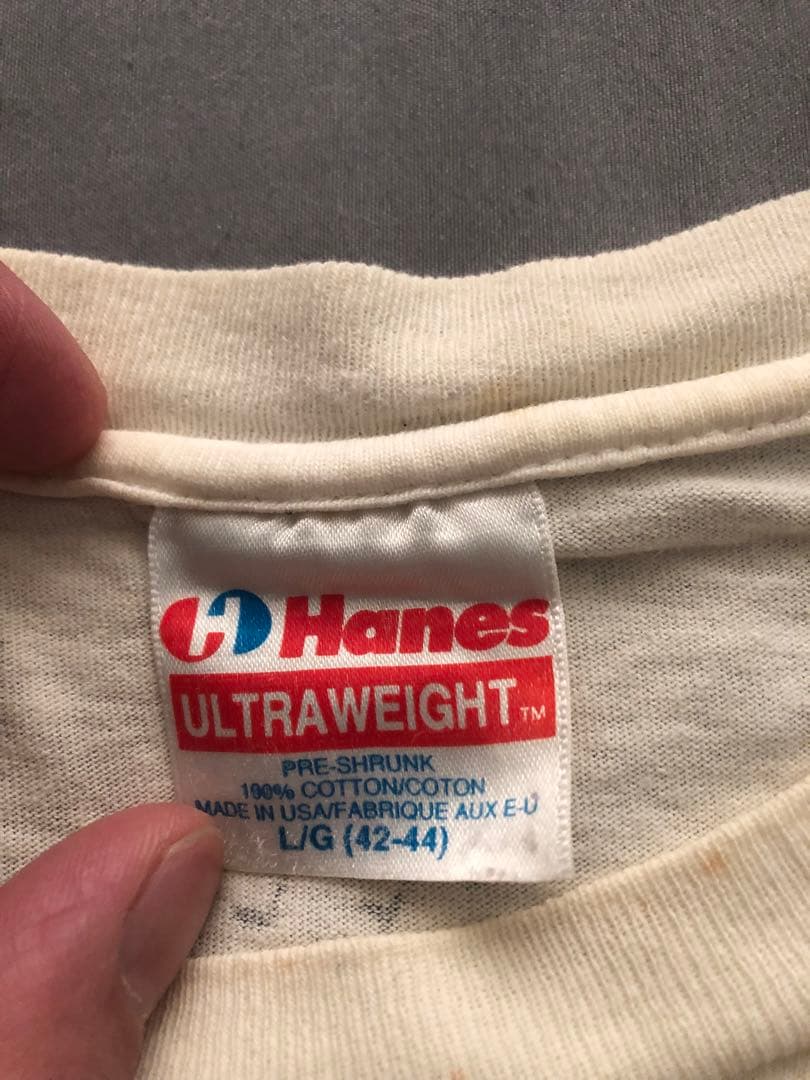 Hanes
ULTRAWEIGHT™
PRE-SHRUNK
100% COTTON/COTON
MADE IN USA/FABRIQUE AUX E-U
L/G (42-44)